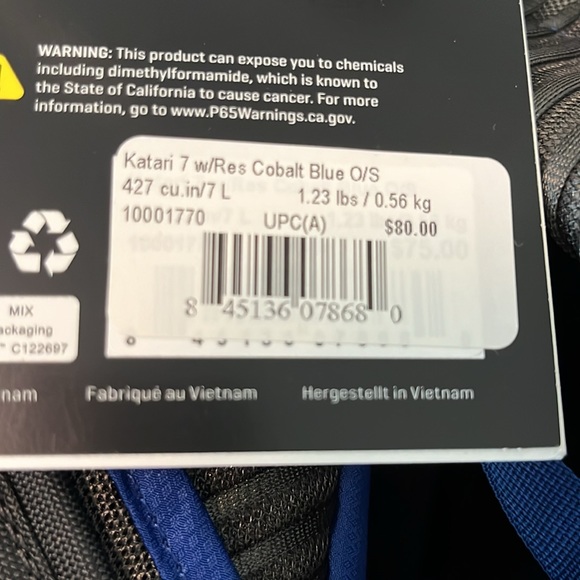 WARNING: This product can expose you to chemicals
including dimethylformamide, which is known to
the State of California to cause cancer. For more
information, go to www.P65Warnings.ca.gov.
Katari 7 w/Res Cobalt Blue O/S
427 cu.in/7 L 1.23 lbs / 0.56 kg
10001770 UPC(A) $80.00
$75.00
8 45136 07868 0
MIX
ackaging
C122697
nam Fabriqué au Vietnam Hergestellt in Vietnam